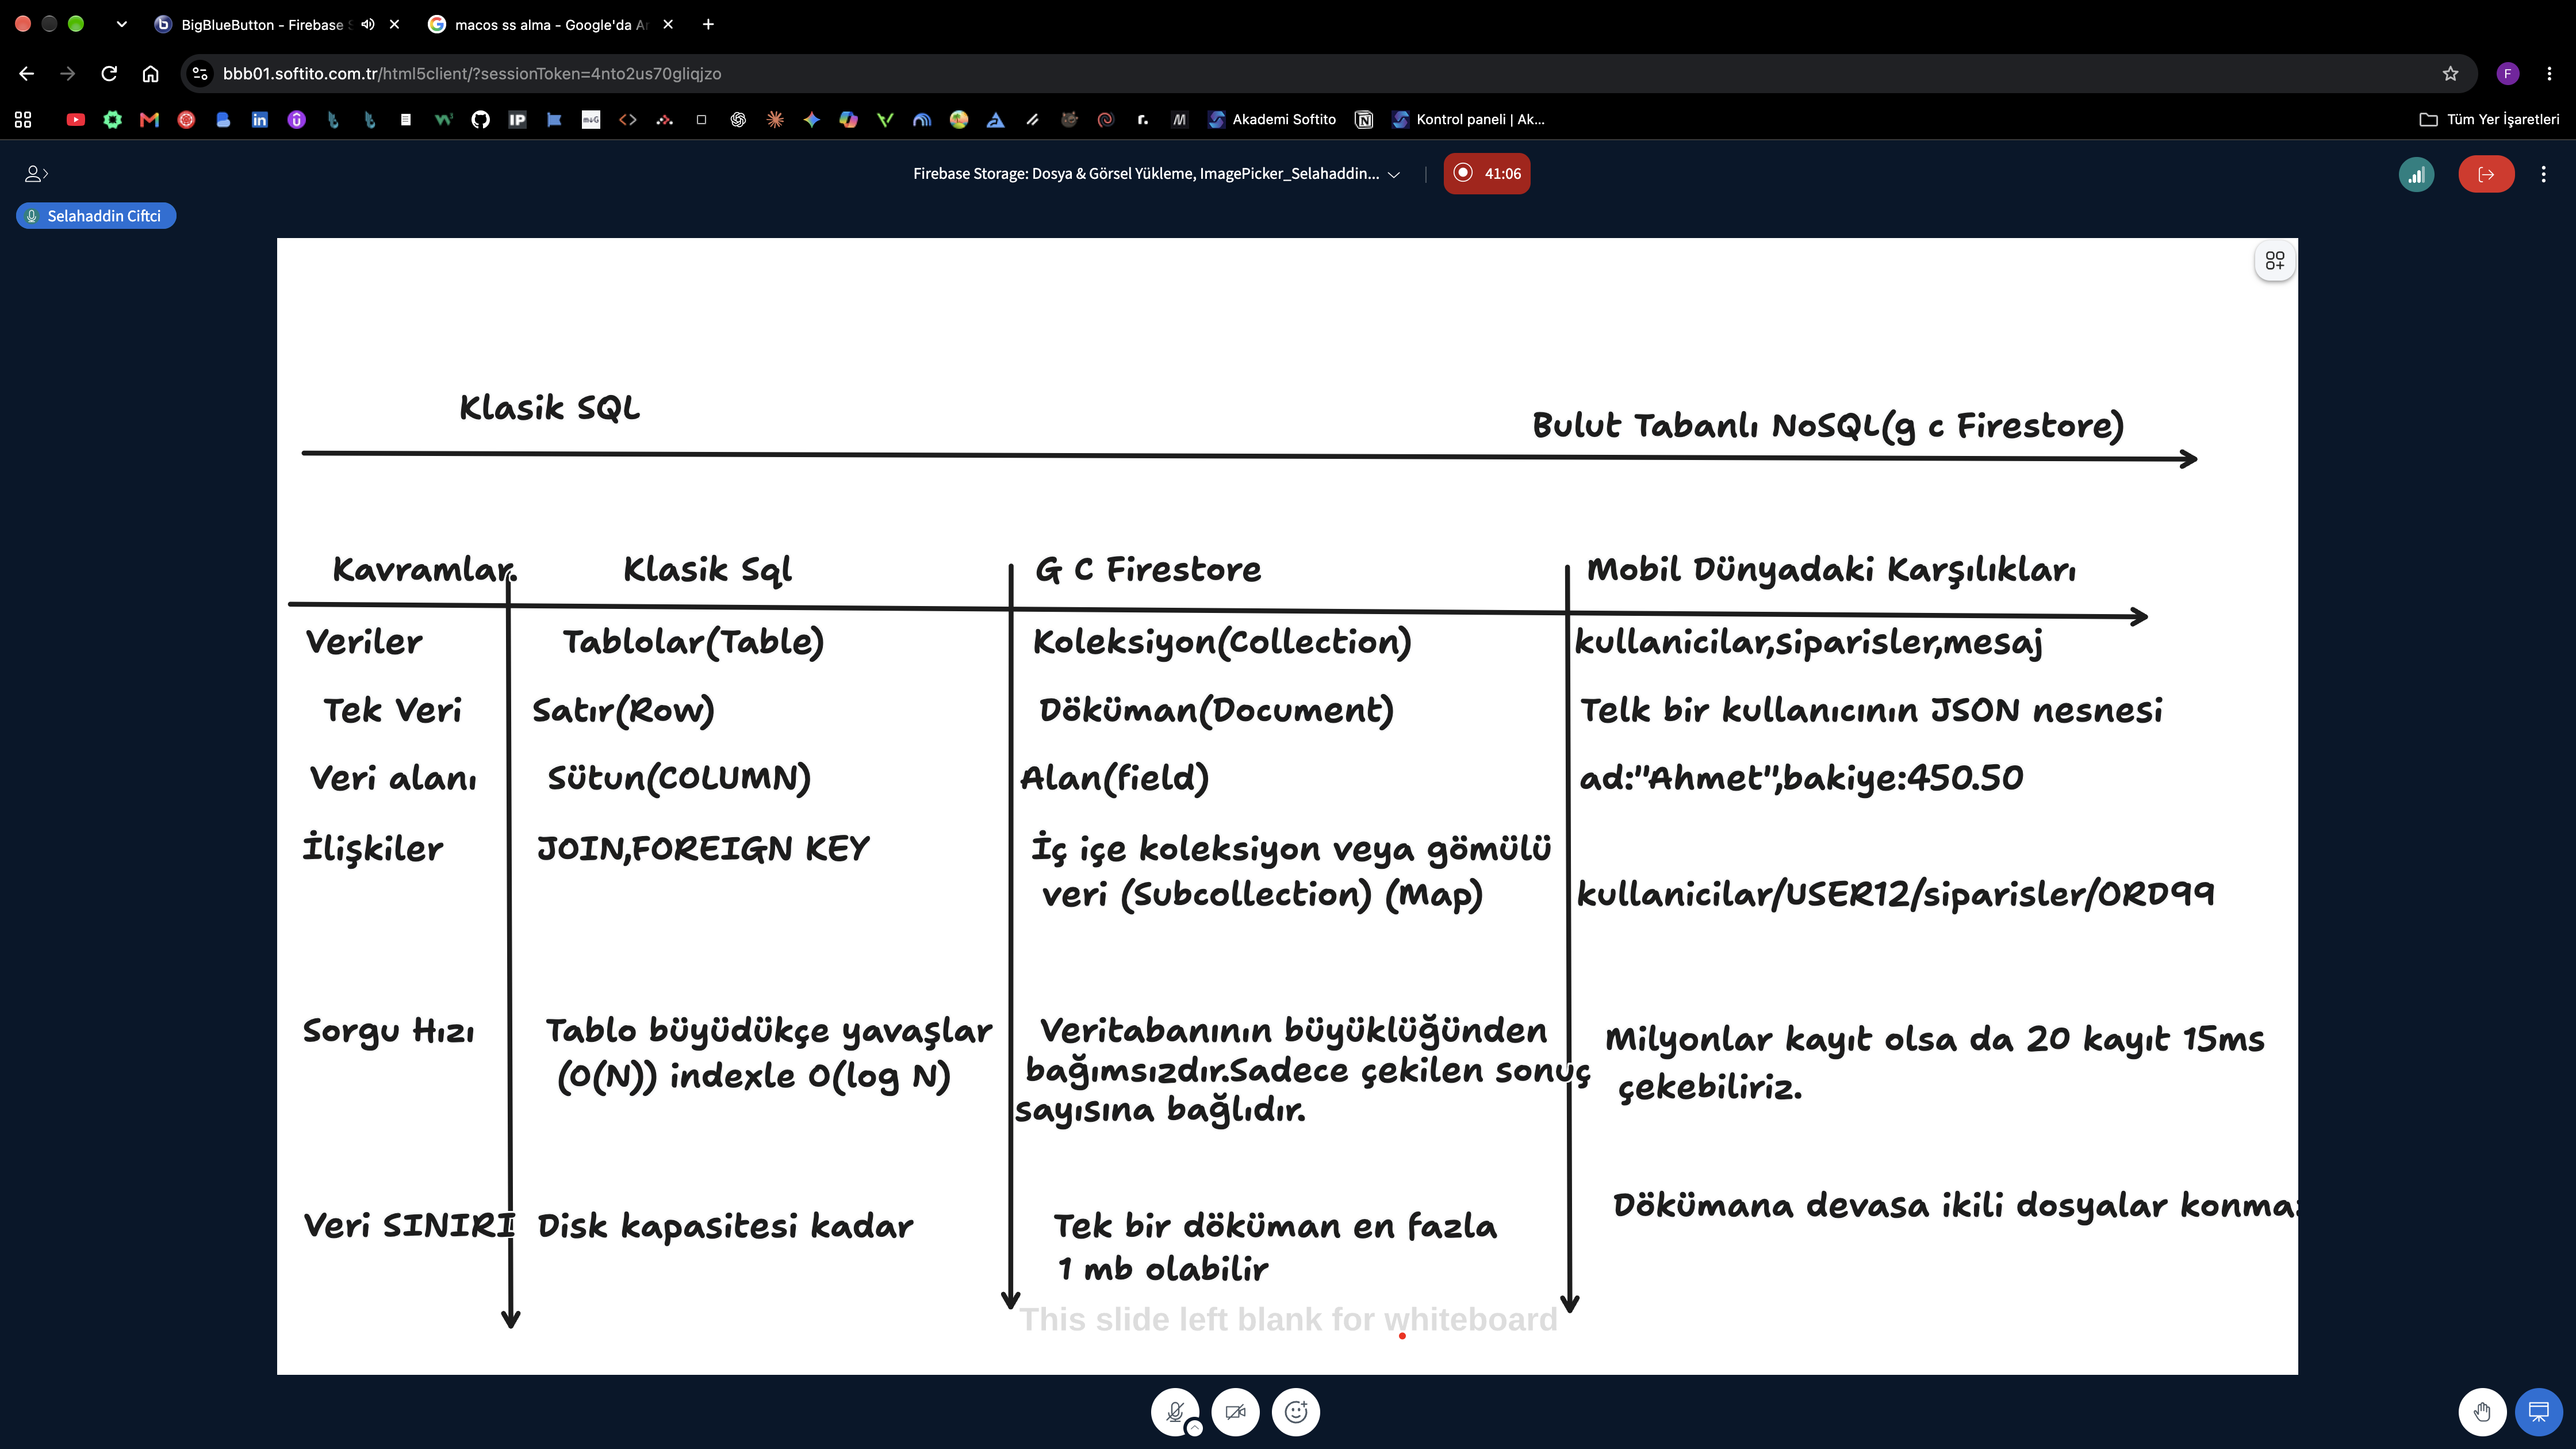 BigBlueButton - Firebase
macos ss alma - Google'da Ar
bbb01.softito.com.tr/html5client/?sessionToken=4nto2us70gliqjzo
F
Akademi Softito
Kontrol paneli | Ak...
Tüm Yer İşaretleri
Firebase Storage: Dosya & Görsel Yükleme, ImagePicker_Selahaddin...
41:06
Selahaddin Ciftci
Klasik SQL
Bulut Tabanlı NoSQL(g c Firestore)
Kavramlar.
Klasik Sql
G C Firestore
Mobil Dünyadaki Karşılıkları
Veriler
Tablolar(Table)
Koleksiyon(Collection)
kullanicilar,siparisler,mesaj
Tek Veri
Satır(Row)
Döküman(Document)
Telk bir kullanıcının JSON nesnesi
Veri alanı
Sütun(COLUMN)
Alan(field)
ad:"Ahmet",bakiye:450.50
İlişkiler
JOIN,FOREIGN KEY
İç içe koleksiyon veya gömülü
veri (Subcollection) (Map)
kullanicilar/USER12/siparisler/ORD99
Sorgu Hızı
Tablo büyüdükçe yavaşlar
(O(N)) indexle O(log N)
Veritabanının büyüklüğünden
bağımsızdır.Sadece çekilen sonuç
sayısına bağlıdır.
Milyonlar kayıt olsa da 20 kayıt 15ms
çekebiliriz.
Veri SINIRI
Disk kapasitesi kadar
Tek bir döküman en fazla
1 mb olabilir
Dökümana devasa ikili dosyalar konma
This slide left blank for whiteboard